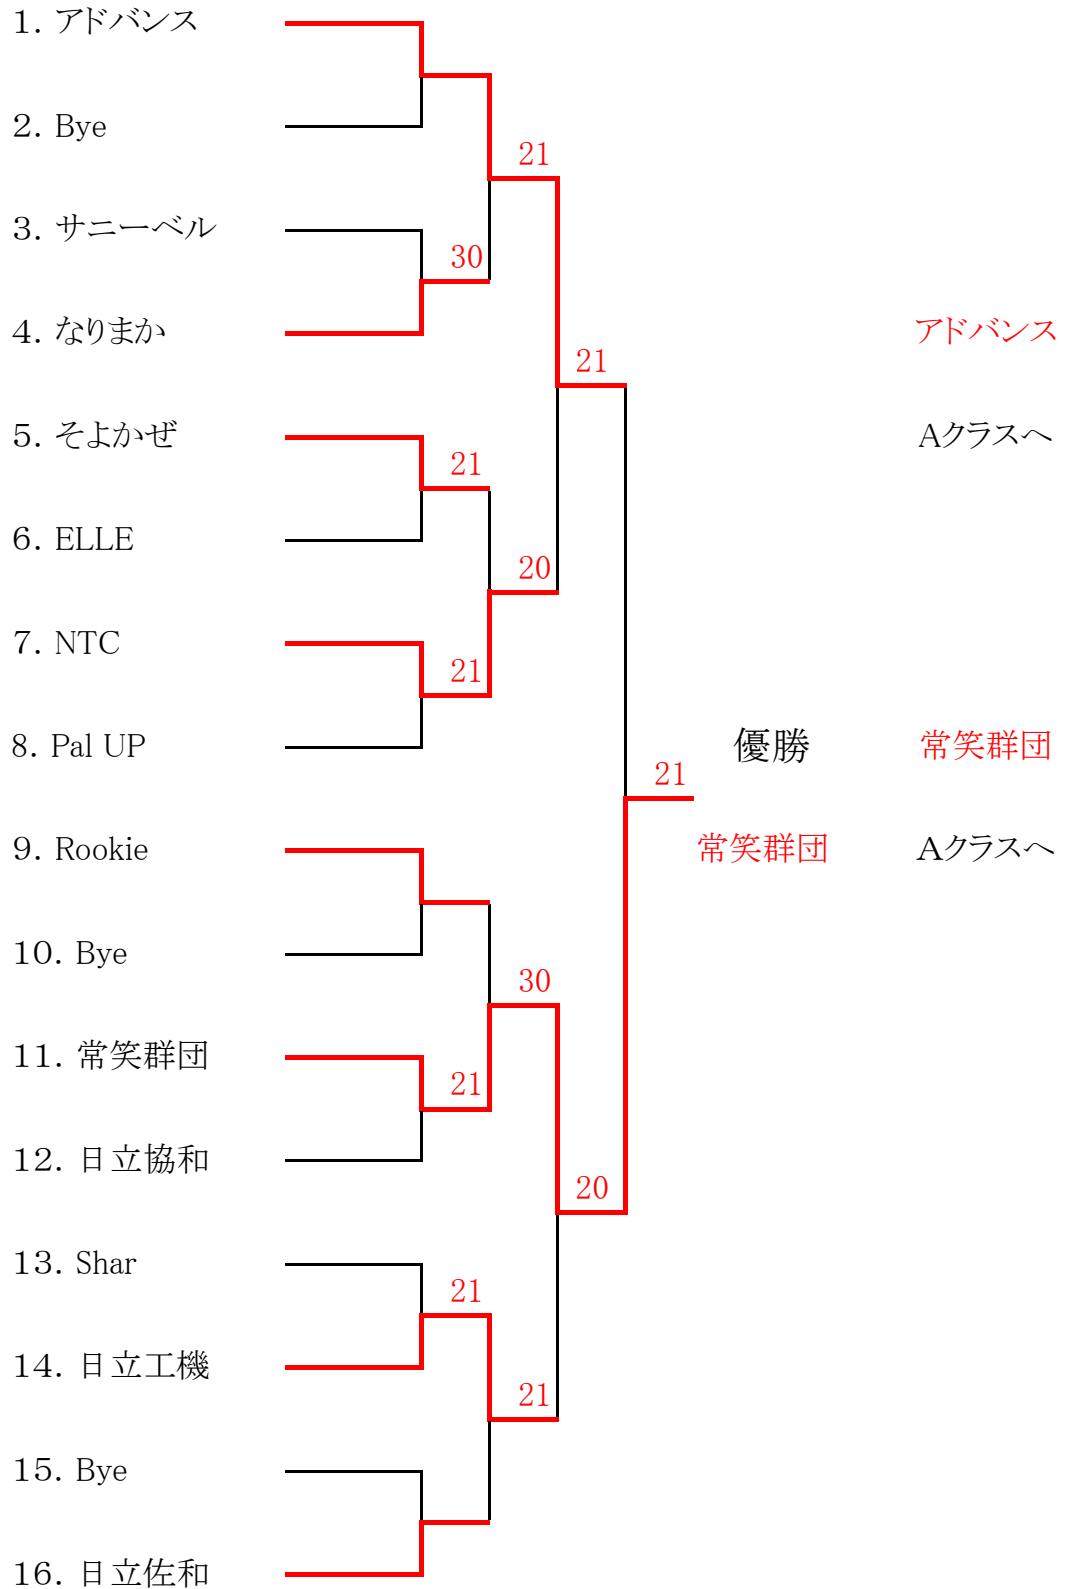 1. アドバンス
2. Bye
21
3. サニーベル
30
4. なりまか
アドバンス
21
5. そよかぜ
Aクラスへ
21
6. ELLE
20
7. NTC
21
8. Pal UP
優勝
常笑群団
21
9. Rookie
常笑群団
Aクラスへ
10. Bye
30
11. 常笑群団
21
12. 日立協和
20
13. Shar
21
14. 日立工機
21
15. Bye
16. 日立佐和